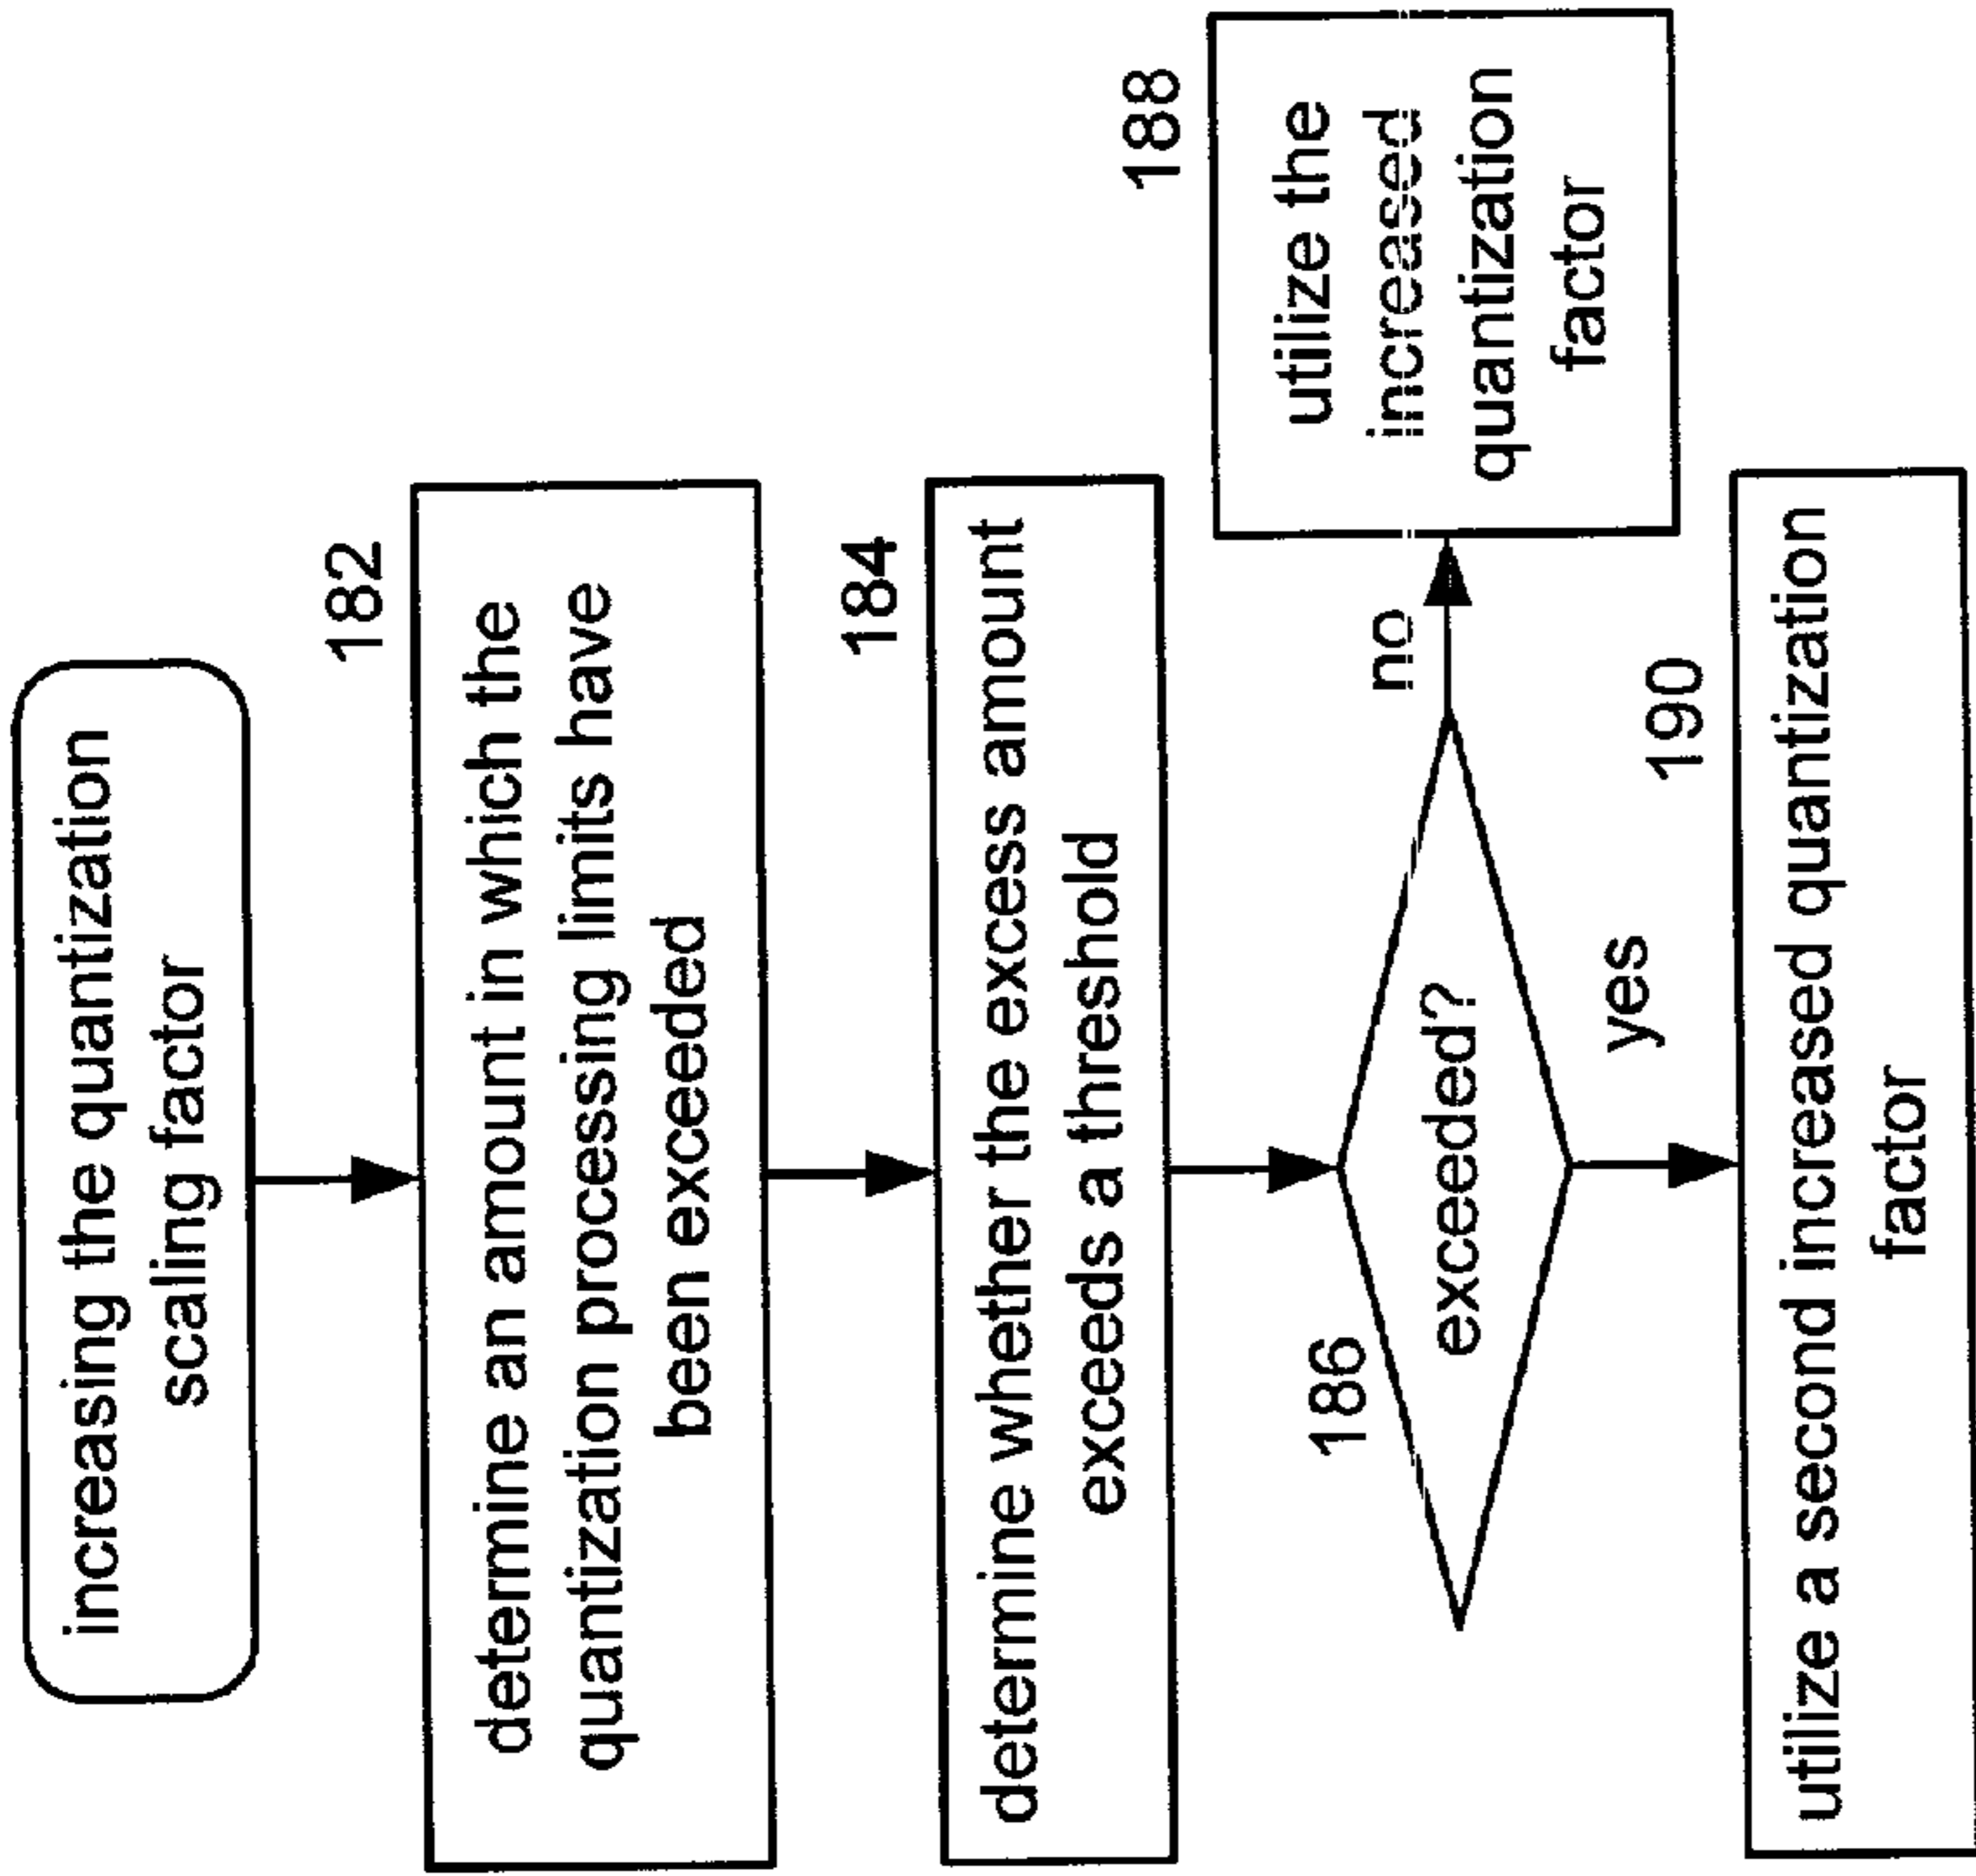 increasing the quantization
scaling factor
182
determine an amount in which the
quantization processing limits have
been exceeded
184
determine whether the excess amount
exceeds a threshold
186
exceeded?
no
188
utilize the
increased
quantization
factor
yes
190
utilize a second increased quantization
factor